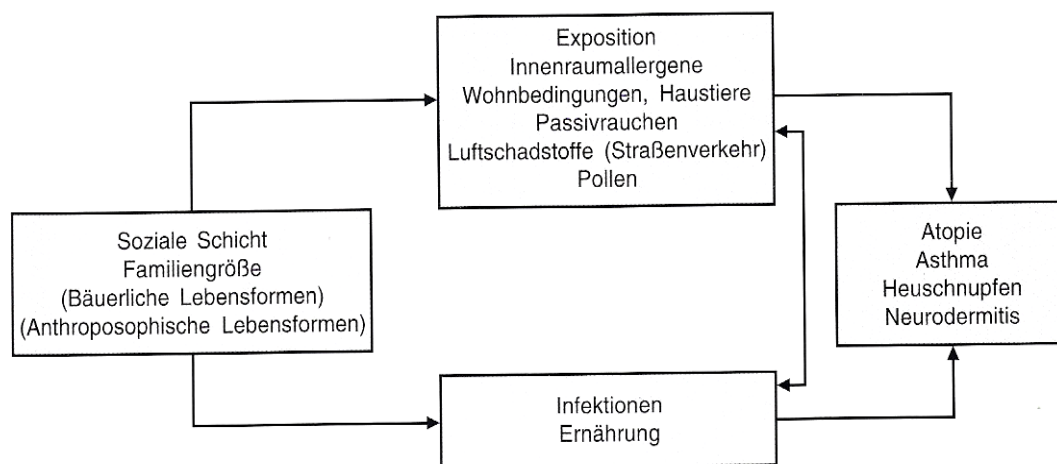 Exposition
Innenraumallergene
Wohnbedingungen, Haustiere
Passivrauchen
Luftschadstoffe (Straßenverkehr)
Pollen
Soziale Schicht
Familiengröße
(Bäuerliche Lebensformen)
(Anthroposophische Lebensformen)
Atopie
Asthma
Heuschnupfen
Neurodermitis
Infektionen
Ernährung